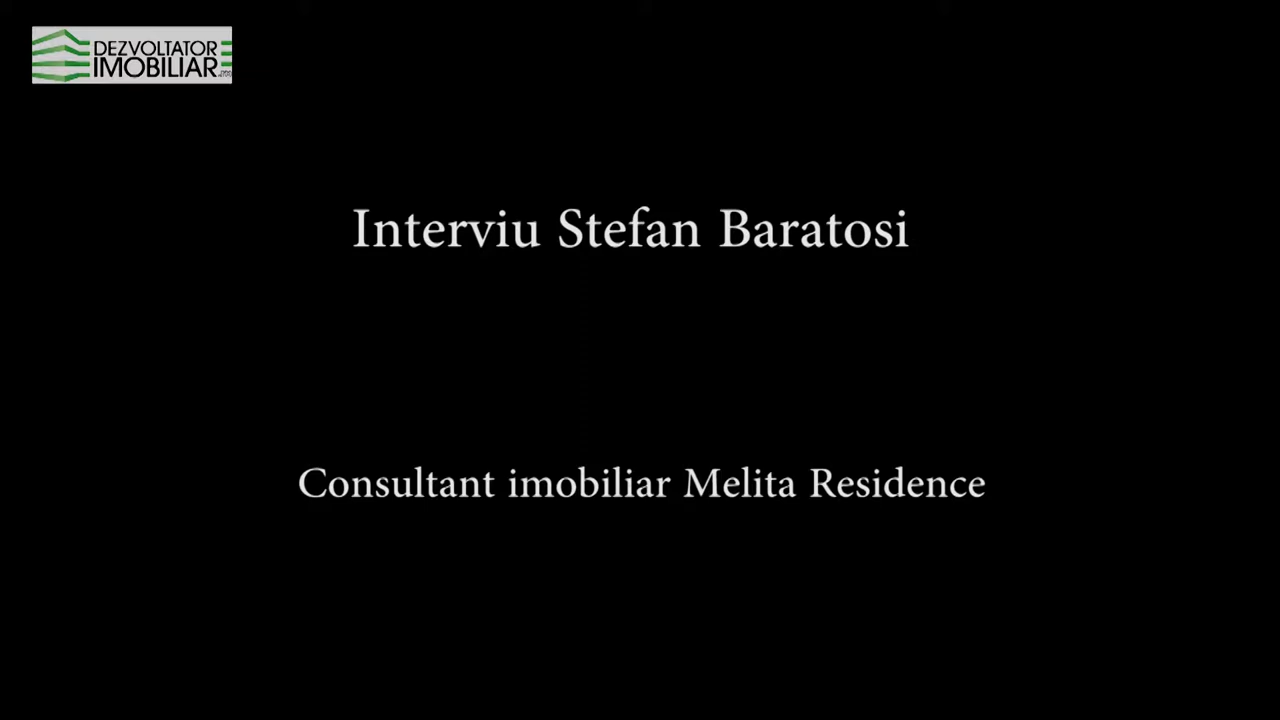 DEZVOLTATOR
IMOBILIAR
Interviu Stefan Baratosi
Consultant imobiliar Melita Residence